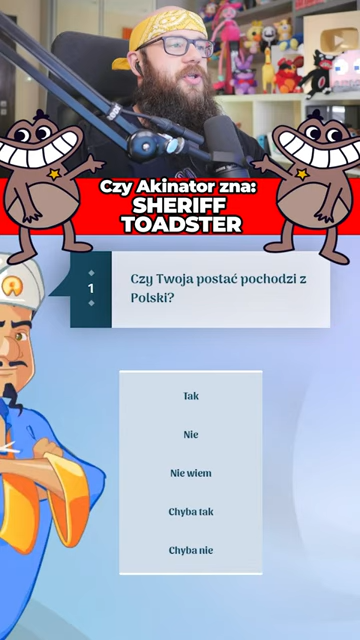 Czy Akinator zna:
SHERIFF
TOADSTER
1
Czy Twoja postać pochodzi z
Polski?
Tak
Nie
Nie wiem
Chyba tak
Chyba nie